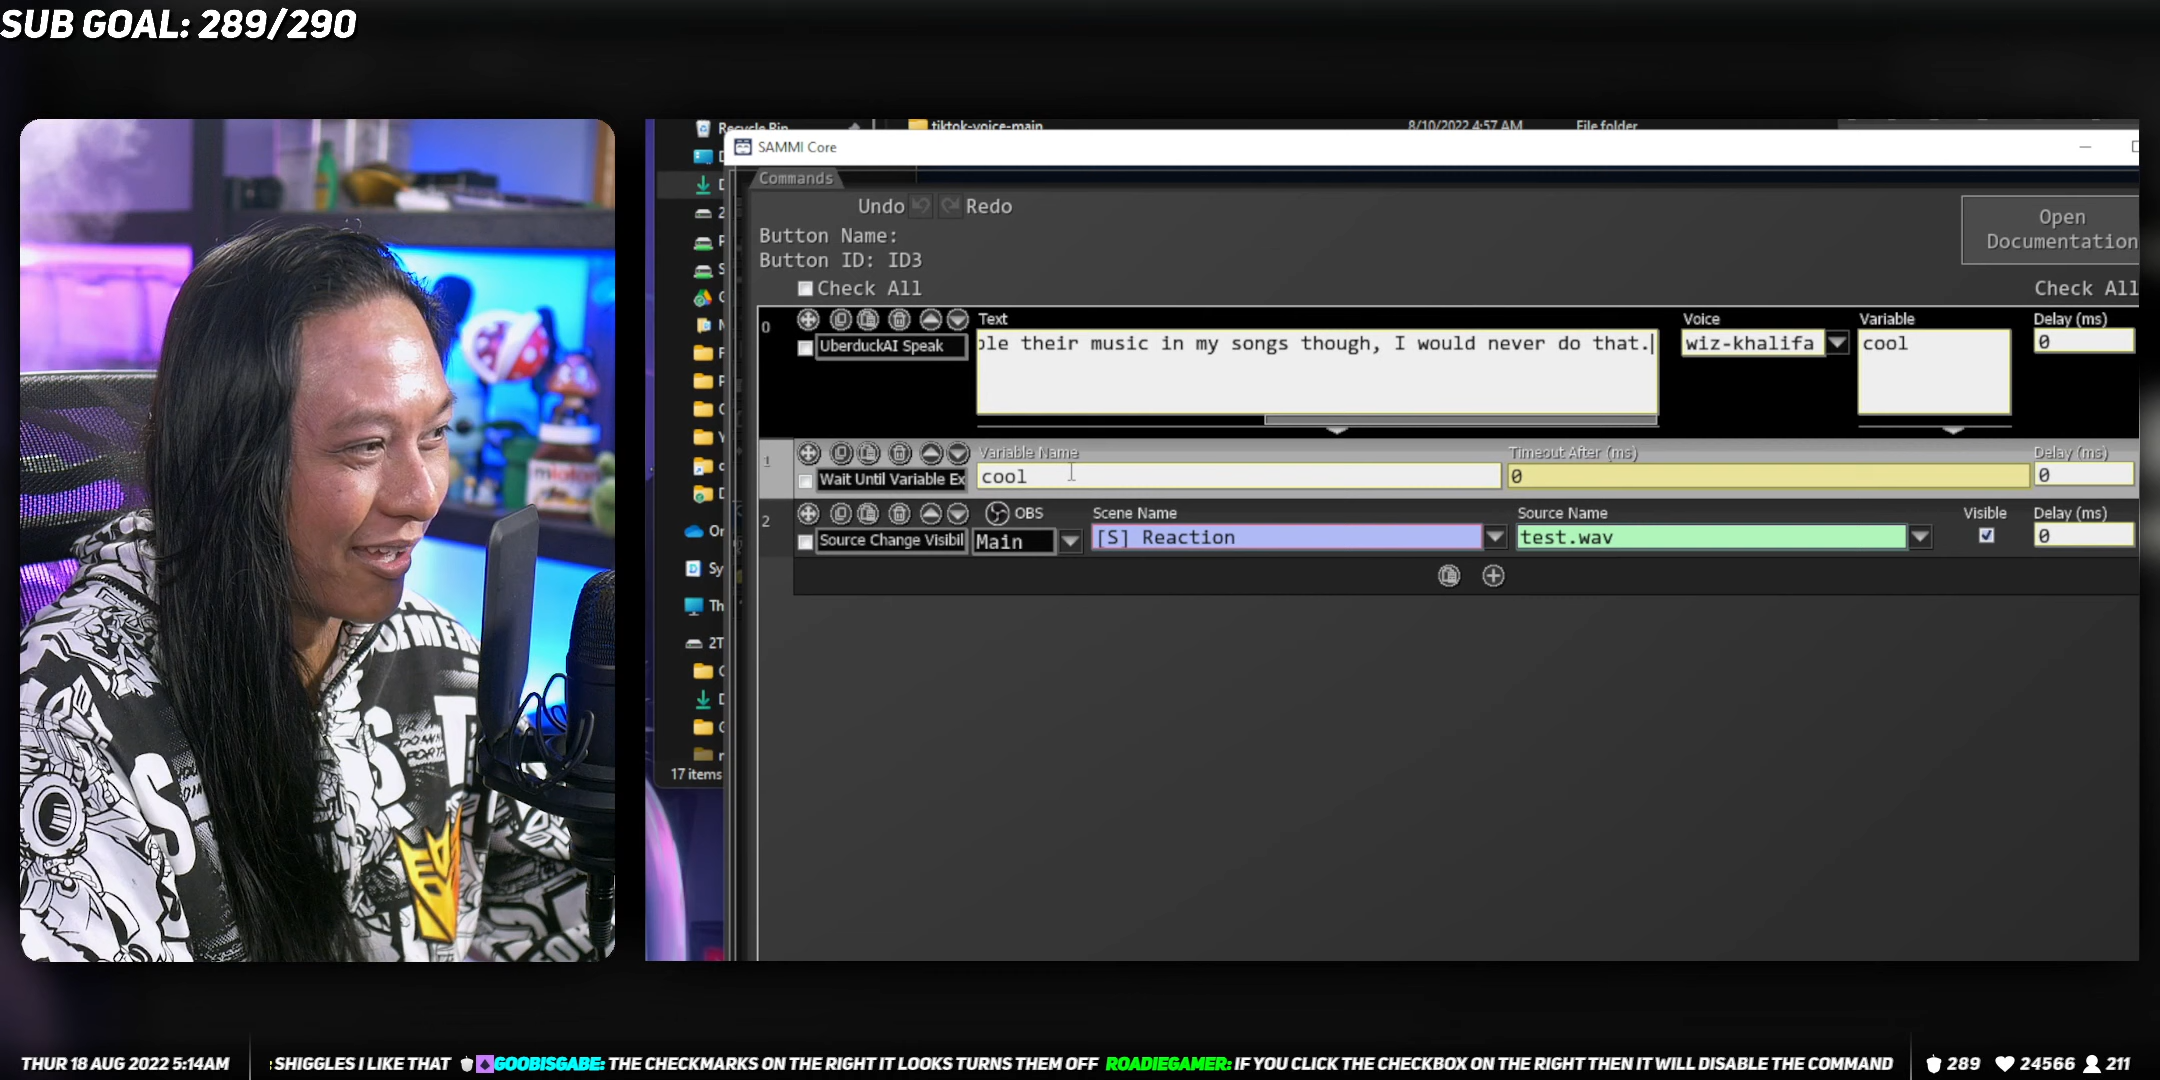 SUB GOAL: 289/290
Recycle Bin
tiktok-voice-main
8/10/2022 4:57 AM
File folder
SAMMI Core
Commands
Undo
Redo
Button Name:
Button ID: ID3
Open
Documentation
Check All
Check All
0
Text
Voice
Variable
Delay (ms)
UberduckAI Speak
ple their music in my songs though, I would never do that.
wiz-khalifa
cool
0
1
Variable Name
Timeout After (ms)
Delay (ms)
Wait Until Variable Ex
cool
0
0
2
OBS
Scene Name
Source Name
Visible
Delay (ms)
Source Change Visibil
Main
[S] Reaction
test.wav
0
On
Sy
Th
2T
17 items
THUR 18 AUG 2022 5:14AM
: SHIGGLES I LIKE THAT
GOOBISGABE: THE CHECKMARKS ON THE RIGHT IT LOOKS TURNS THEM OFF
ROADIEGAMER: IF YOU CLICK THE CHECKBOX ON THE RIGHT THEN IT WILL DISABLE THE COMMAND
289
24566
211